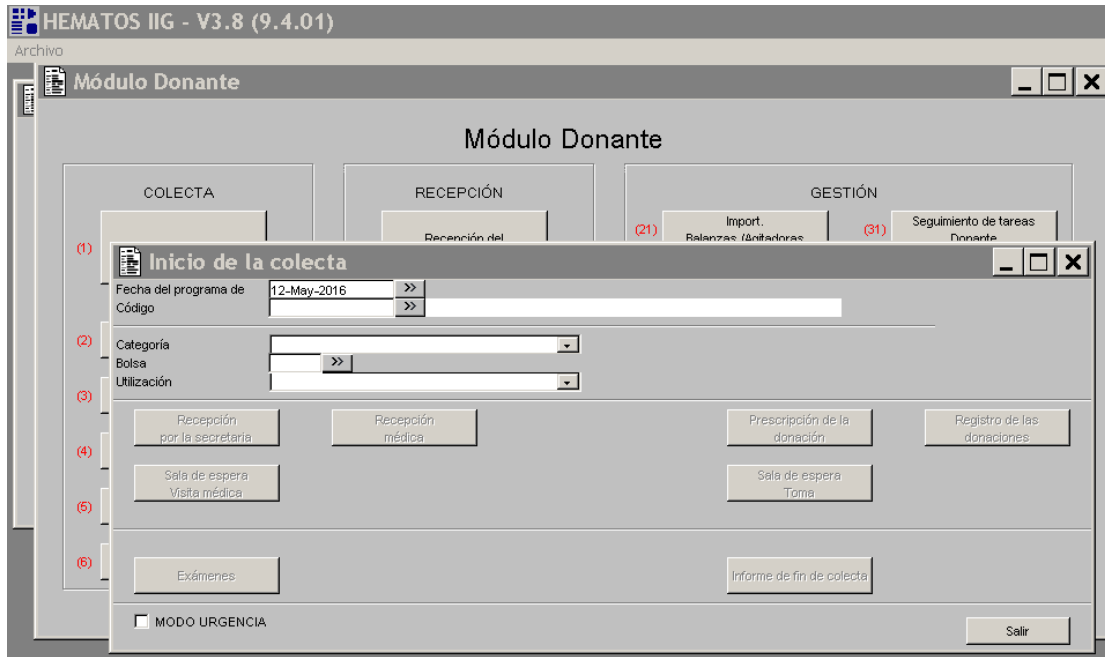 HEMATOS IIG - V3.8 (9.4.01)
Archivo
Módulo Donante
Módulo Donante
COLECTA
RECEPCIÓN
GESTIÓN
(1)
Recepción del
(21)
Import.
Balanzas (Agitadoras
(31)
Seguimiento de tareas
Donante
Inicio de la colecta
Fecha del programa de
12-May-2016
>>
Código
>>
(2)
Categoría
Bolsa
>>
Utilización
(3)
Recepción
por la secretaria
Recepción
médica
Prescripción de la
donación
Registro de las
donaciones
(4)
Sala de espera
Visita médica
Sala de espera
Toma
(5)
(6)
Exámenes
Informe de fin de colecta
MODO URGENCIA
Salir